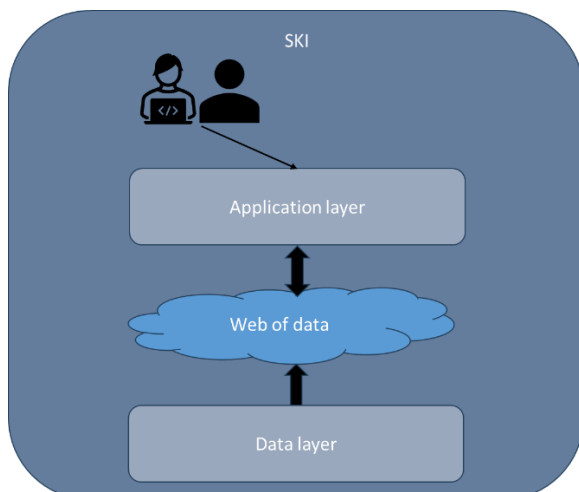 SKI
</>
Application layer
Web of data
Data layer